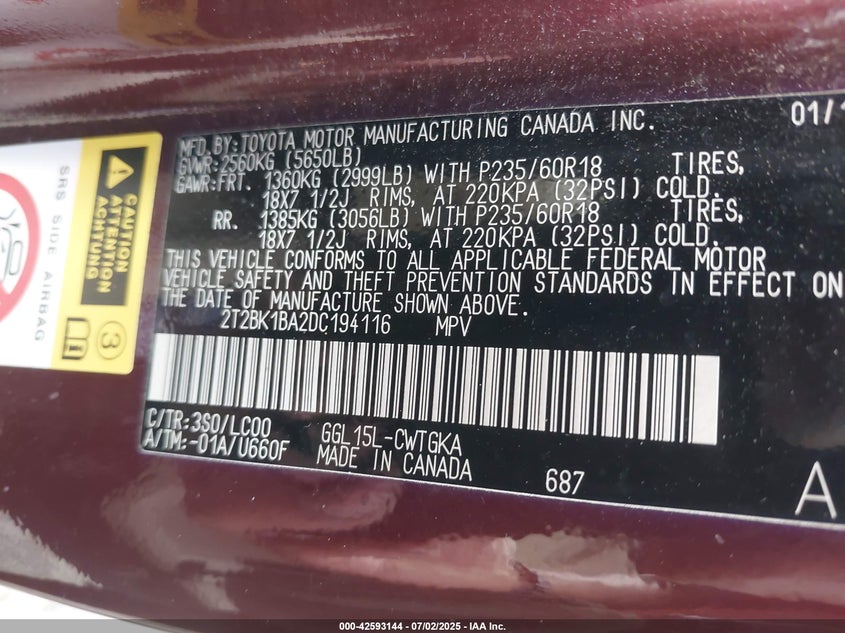 MFD. BY: TOYOTA MOTOR MANUFACTURING CANADA INC. 01/1
GVWR: 2560KG (5650LB)
GAWR: FRT. 1360KG (2999LB) WITH P235/60R18 TIRES,
18X7 1/2J RIMS, AT 220KPA (32PSI) COLD.
RR. 1385KG (3056LB) WITH P235/60R18 TIRES,
18X7 1/2J RIMS, AT 220KPA (32PSI) COLD.
THIS VEHICLE CONFORMS TO ALL APPLICABLE FEDERAL MOTOR
VEHICLE SAFETY AND THEFT PREVENTION STANDARDS IN EFFECT ON
THE DATE OF MANUFACTURE SHOWN ABOVE.
2T2BK1BA2DC194116 MPV
C/TR: 3S0/LC00 GGL15L-CWTGKA
A/TM: -01A/U660F MADE IN CANADA 687
A
SRS SIDE AIRBAG
CAUTION
ATTENTION
ACHTUNG
3
000-42593144 - 07/02/2025 - IAA Inc.